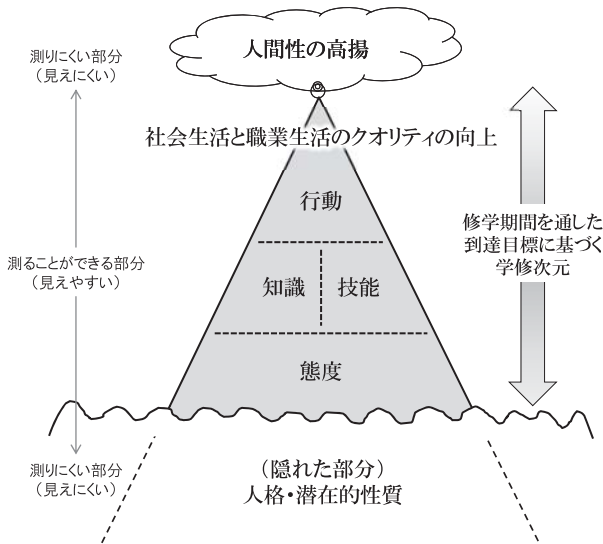 人間性の高揚
測りにくい部分
（見えにくい）
社会生活と職業生活のクオリティの向上
行動
修学期間を通した
到達目標に基づく
学修次元
測ることができる部分
（見えやすい）
知識
技能
態度
測りにくい部分
（見えにくい）
（隠れた部分）
人格・潜在的性質